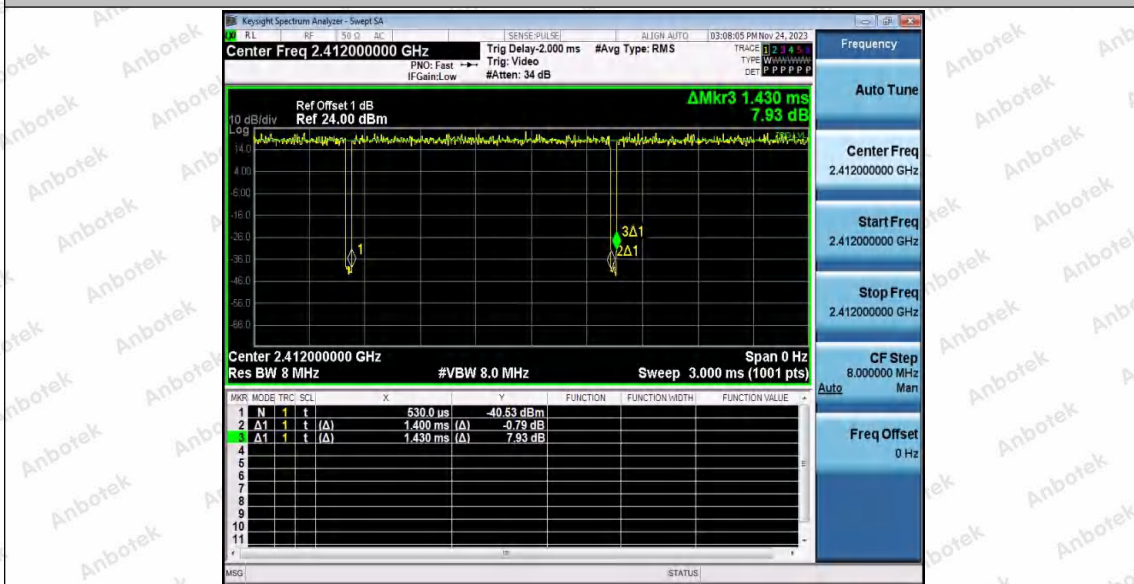 Keysight Spectrum Analyzer - Swept SA
RL RF 50 Ω AC SENSE:PULSE ALIGN AUTO 03:08:05 PM Nov 24, 2023
Center Freq 2.412000000 GHz
PNO: Fast
IFGain:Low
Trig Delay-2.000 ms
Trig: Video
#Atten: 34 dB
#Avg Type: RMS
TRACE 1 2 3 4 5 6
TYPE WWWWWW
DET P P P P P P
ΔMkr3 1.430 ms
7.93 dB
Ref Offset 1 dB
10 dB/div Ref 24.00 dBm
Log
14.0
4.00
-6.00
-16.0
-26.0
-36.0
-46.0
-56.0
-66.0
1
3Δ1
2Δ1
Center 2.412000000 GHz Span 0 Hz
Res BW 8 MHz #VBW 8.0 MHz Sweep 3.000 ms (1001 pts)
MKR MODE TRC SCL X Y FUNCTION FUNCTION WIDTH FUNCTION VALUE
1 N 1 t 530.0 µs -40.53 dBm
2 Δ1 1 t (Δ) 1.400 ms (Δ) -0.79 dB
3 Δ1 1 t (Δ) 1.430 ms (Δ) 7.93 dB
4
5
6
7
8
9
10
11
MSG STATUS
Frequency
Auto Tune
Center Freq
2.412000000 GHz
Start Freq
2.412000000 GHz
Stop Freq
2.412000000 GHz
CF Step
8.000000 MHz
Auto Man
Freq Offset
0 Hz
Anbotek